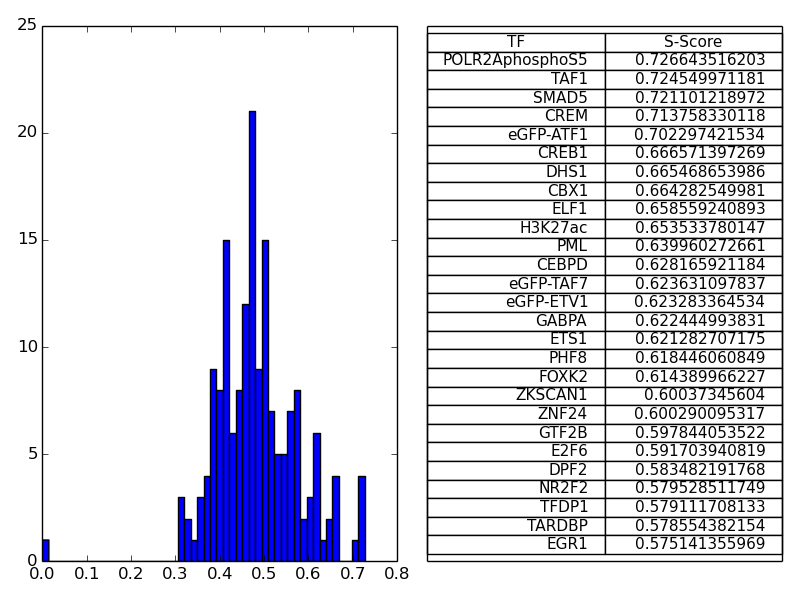 25
20
15
10
5
0
0.0 0.1 0.2 0.3 0.4 0.5 0.6 0.7 0.8
TF S-Score
POLR2AphosphoS5 0.726643516203
TAF1 0.724549971181
SMAD5 0.721101218972
CREM 0.713758330118
eGFP-ATF1 0.702297421534
CREB1 0.666571397269
DHS1 0.665468653986
CBX1 0.664282549981
ELF1 0.658559240893
H3K27ac 0.653533780147
PML 0.639960272661
CEBPD 0.628165921184
eGFP-TAF7 0.623631097837
eGFP-ETV1 0.623283364534
GABPA 0.622444993831
ETS1 0.621282707175
PHF8 0.618446060849
FOXK2 0.614389966227
ZKSCAN1 0.60037345604
ZNF24 0.600290095317
GTF2B 0.597844053522
E2F6 0.591703940819
DPF2 0.583482191768
NR2F2 0.579528511749
TFDP1 0.579111708133
TARDBP 0.578554382154
EGR1 0.575141355969